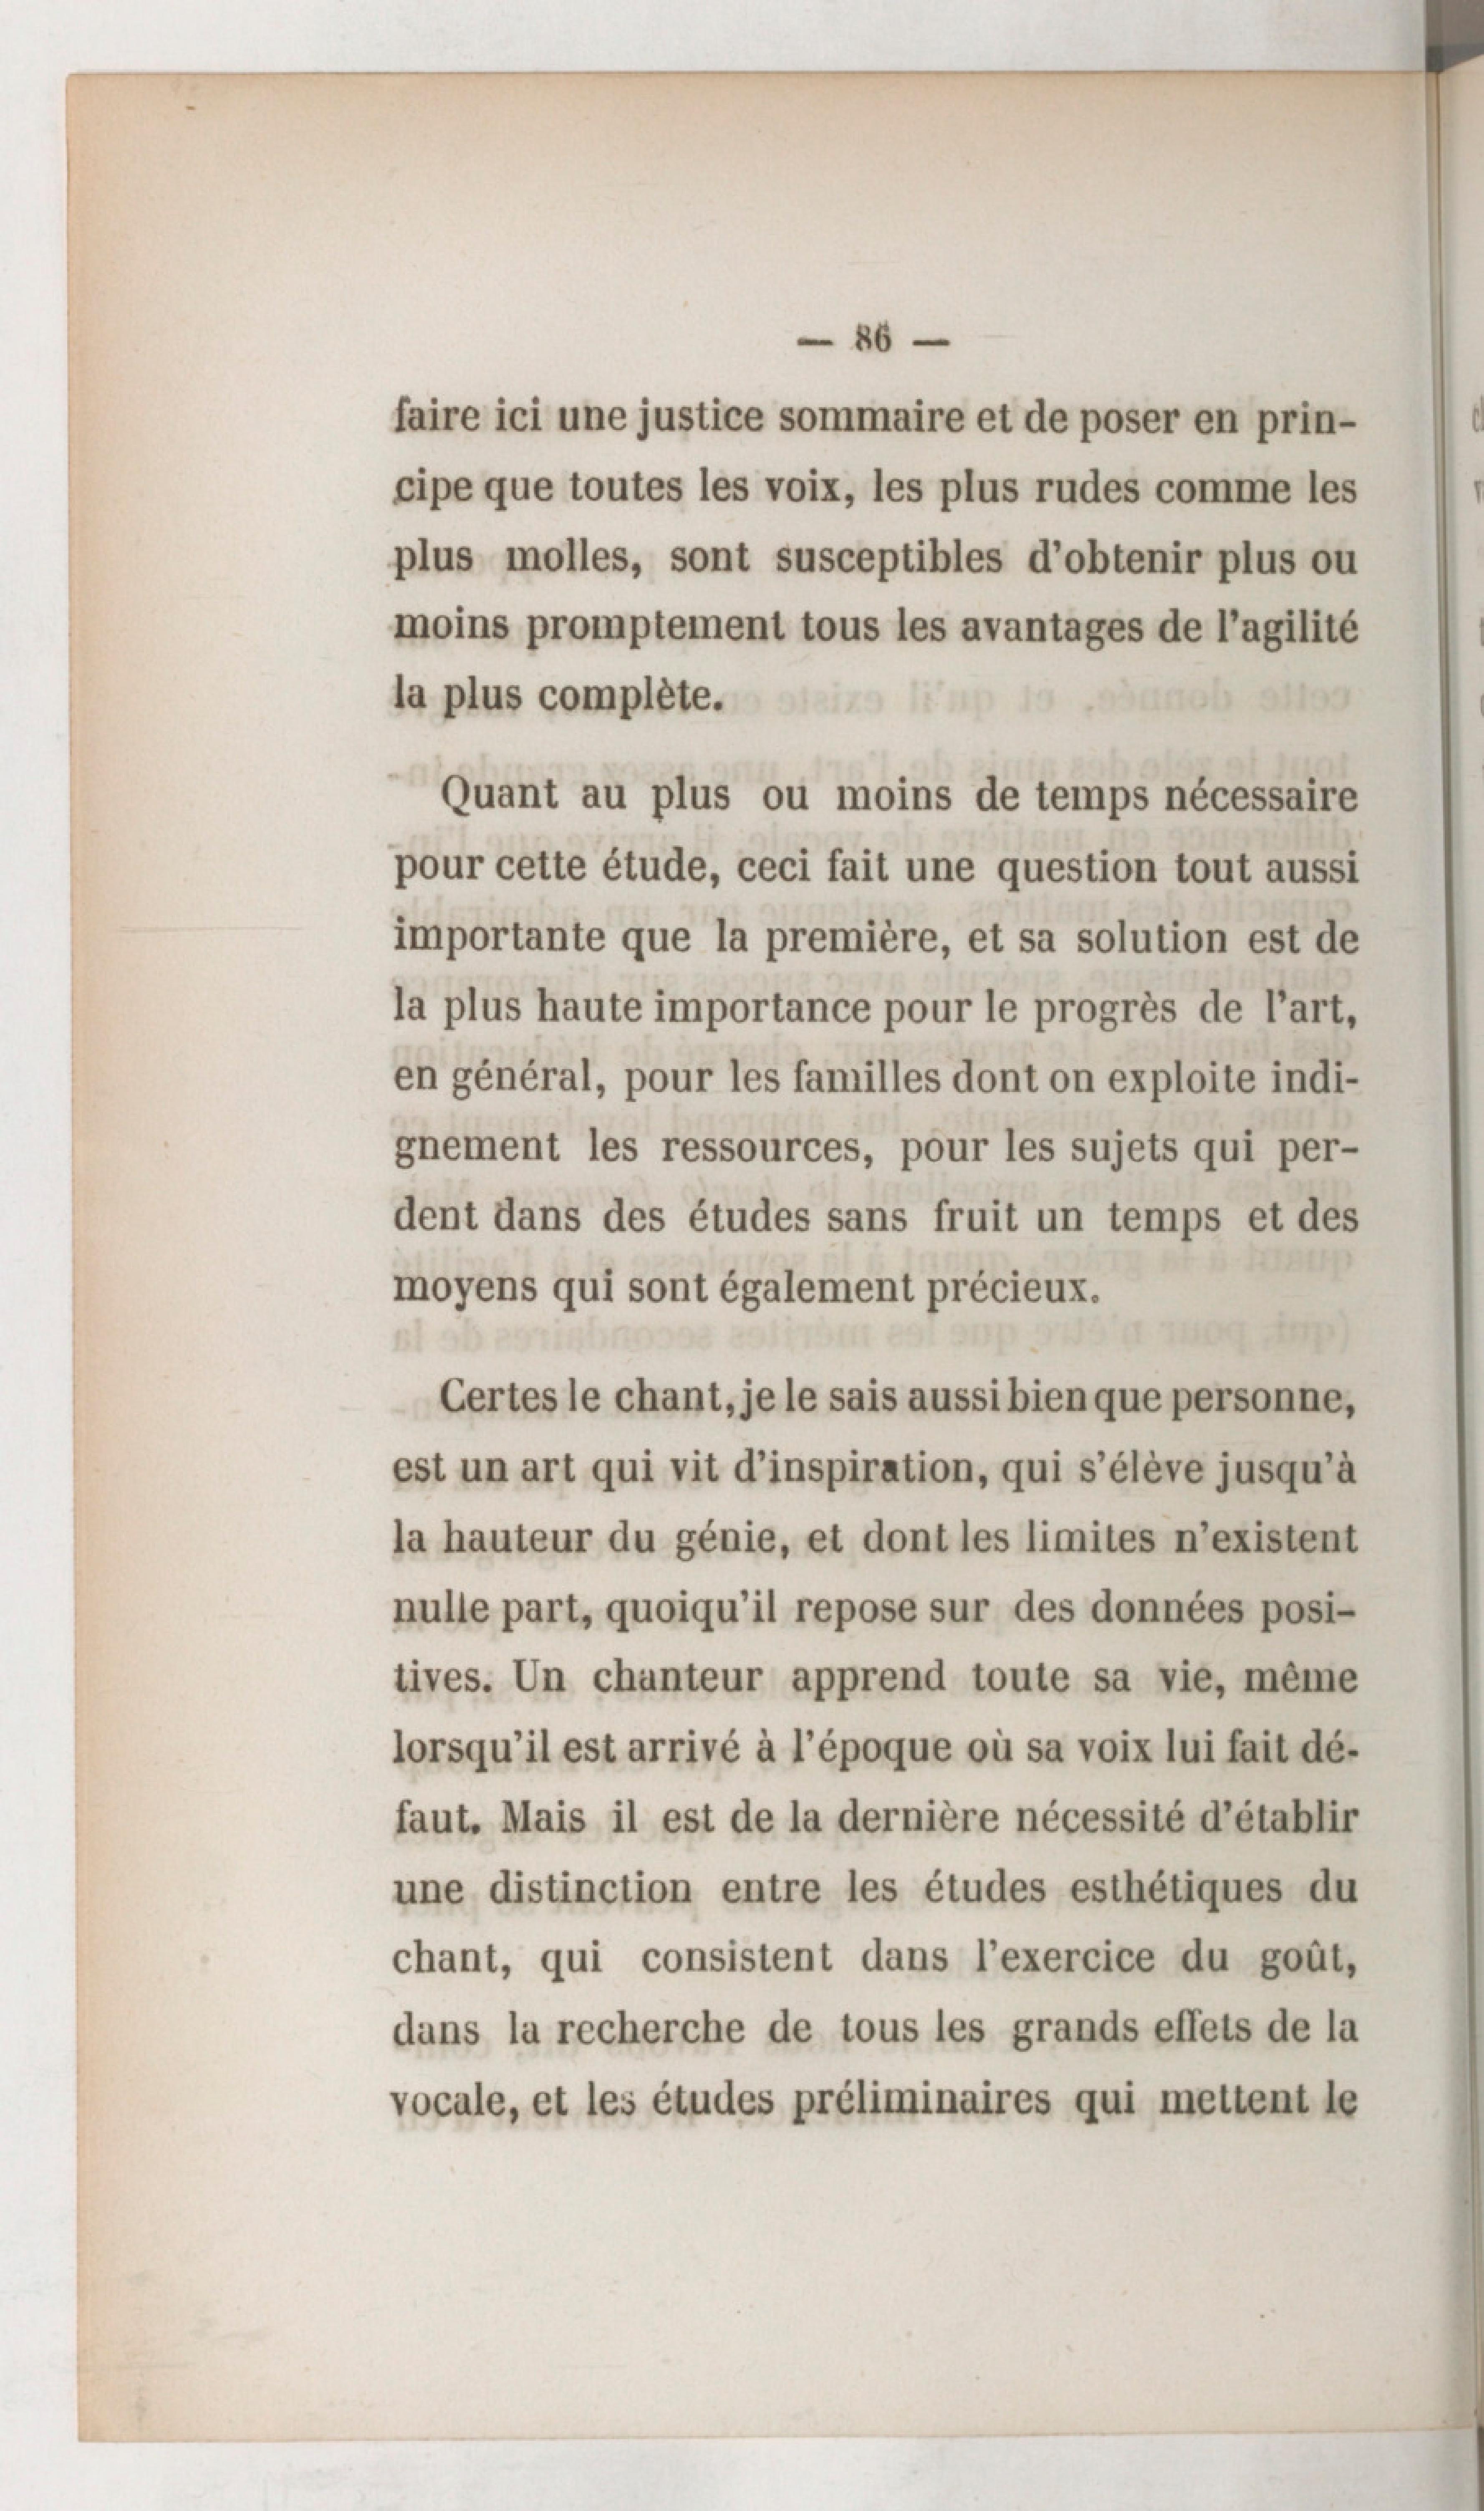 — 86 —
faire ici une justice sommaire et de poser en prin-
cipe que toutes les voix, les plus rudes comme les
plus molles, sont susceptibles d'obtenir plus ou
moins promptement tous les avantages de l'agilité
la plus complète.
Quant au plus ou moins de temps nécessaire
pour cette étude, ceci fait une question tout aussi
importante que la première, et sa solution est de
la plus haute importance pour le progrès de l'art,
en général, pour les familles dont on exploite indi-
gnement les ressources, pour les sujets qui per-
dent dans des études sans fruit un temps et des
moyens qui sont également précieux.
Certes le chant, je le sais aussi bien que personne,
est un art qui vit d'inspiration, qui s'élève jusqu'à
la hauteur du génie, et dont les limites n'existent
nulle part, quoiqu'il repose sur des données posi-
tives. Un chanteur apprend toute sa vie, même
lorsqu'il est arrivé à l'époque où sa voix lui fait dé-
faut. Mais il est de la dernière nécessité d'établir
une distinction entre les études esthétiques du
chant, qui consistent dans l'exercice du goût,
dans la recherche de tous les grands effets de la
vocale, et les études préliminaires qui mettent le